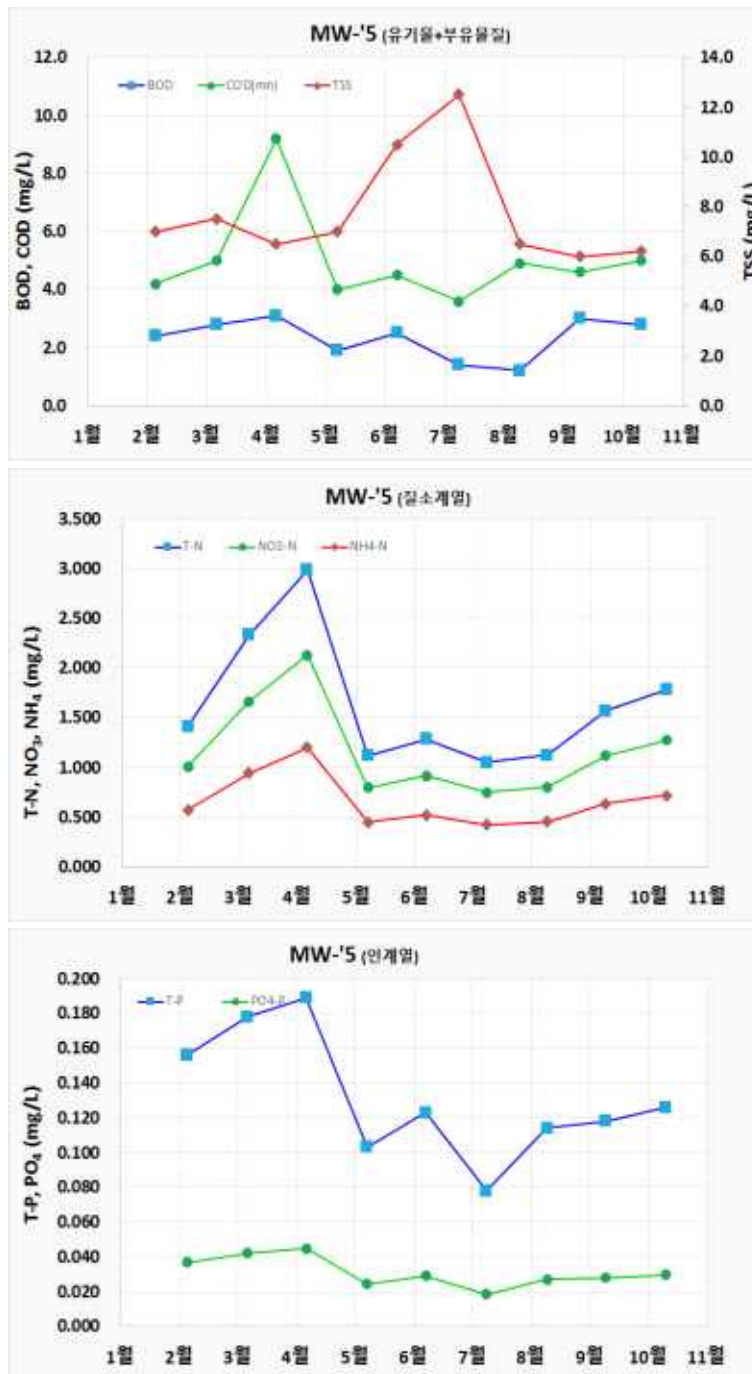 MW-'5 (유기물+부유물질)
12.0
14.0
BOD
COD(mn)
TSS
10.0
12.0
8.0
10.0
6.0
8.0
4.0
6.0
2.0
4.0
0.0
2.0
0.0
BOD, COD (mg/L)
TSS (mg/L)
1월 2월 3월 4월 5월 6월 7월 8월 9월 10월 11월
MW-'5 (질소계열)
3.500
T-N
NO3-N
NH4-N
3.000
2.500
2.000
1.500
1.000
0.500
0.000
T-N, NO₃, NH₄ (mg/L)
1월 2월 3월 4월 5월 6월 7월 8월 9월 10월 11월
MW-'5 (인계열)
0.200
T-P
PO4-P
0.180
0.160
0.140
0.120
0.100
0.080
0.060
0.040
0.020
0.000
T-P, PO₄ (mg/L)
1월 2월 3월 4월 5월 6월 7월 8월 9월 10월 11월